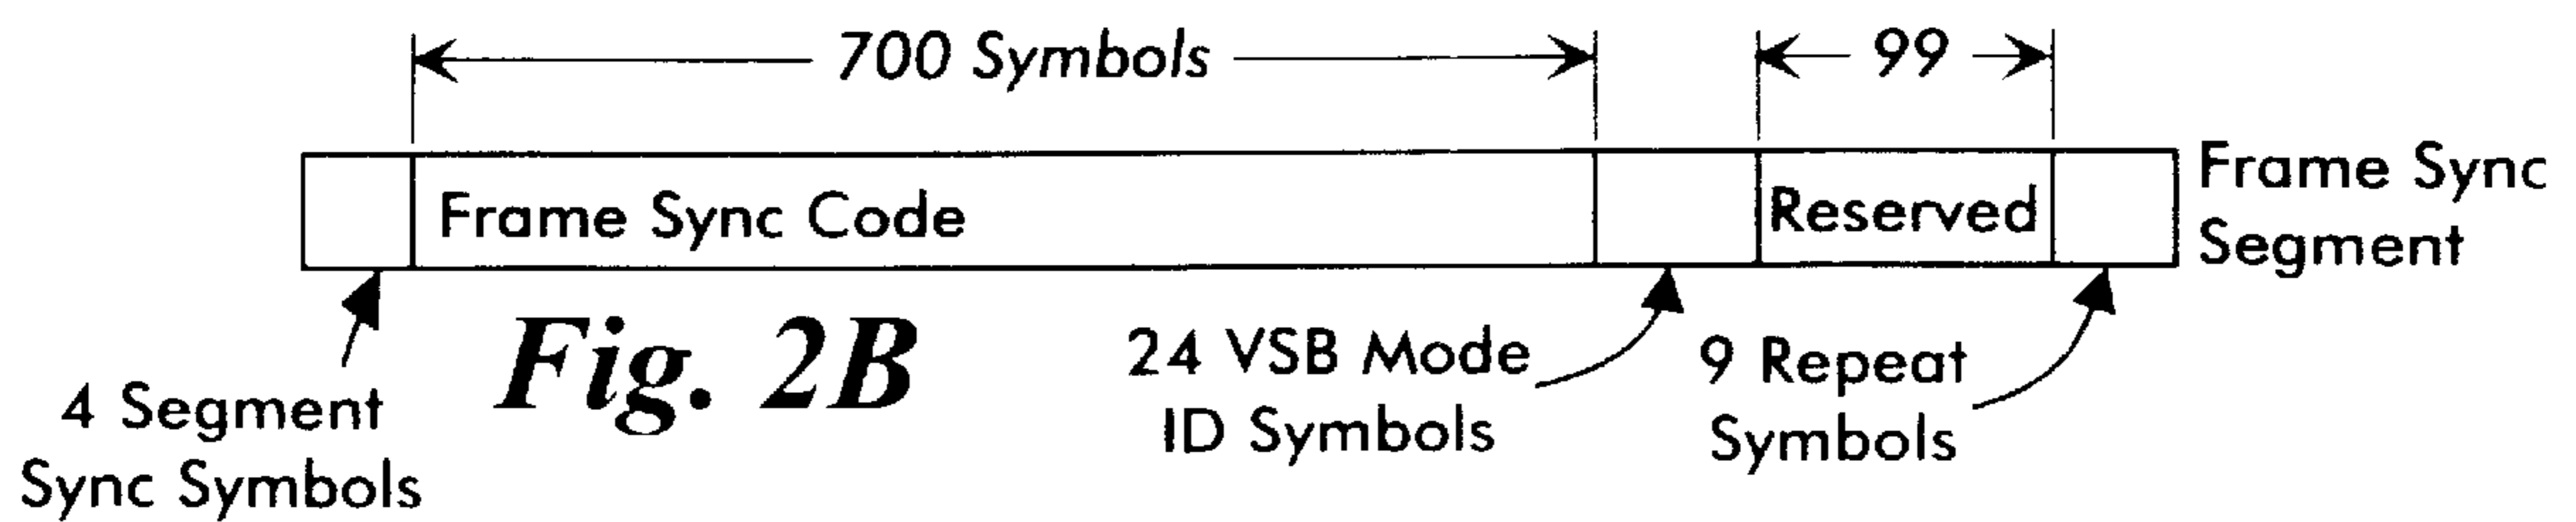 700 Symbols
99
Frame Sync Code
Reserved
Frame Sync
Segment
4 Segment
Sync Symbols
Fig. 2B
24 VSB Mode
ID Symbols
9 Repeat
Symbols